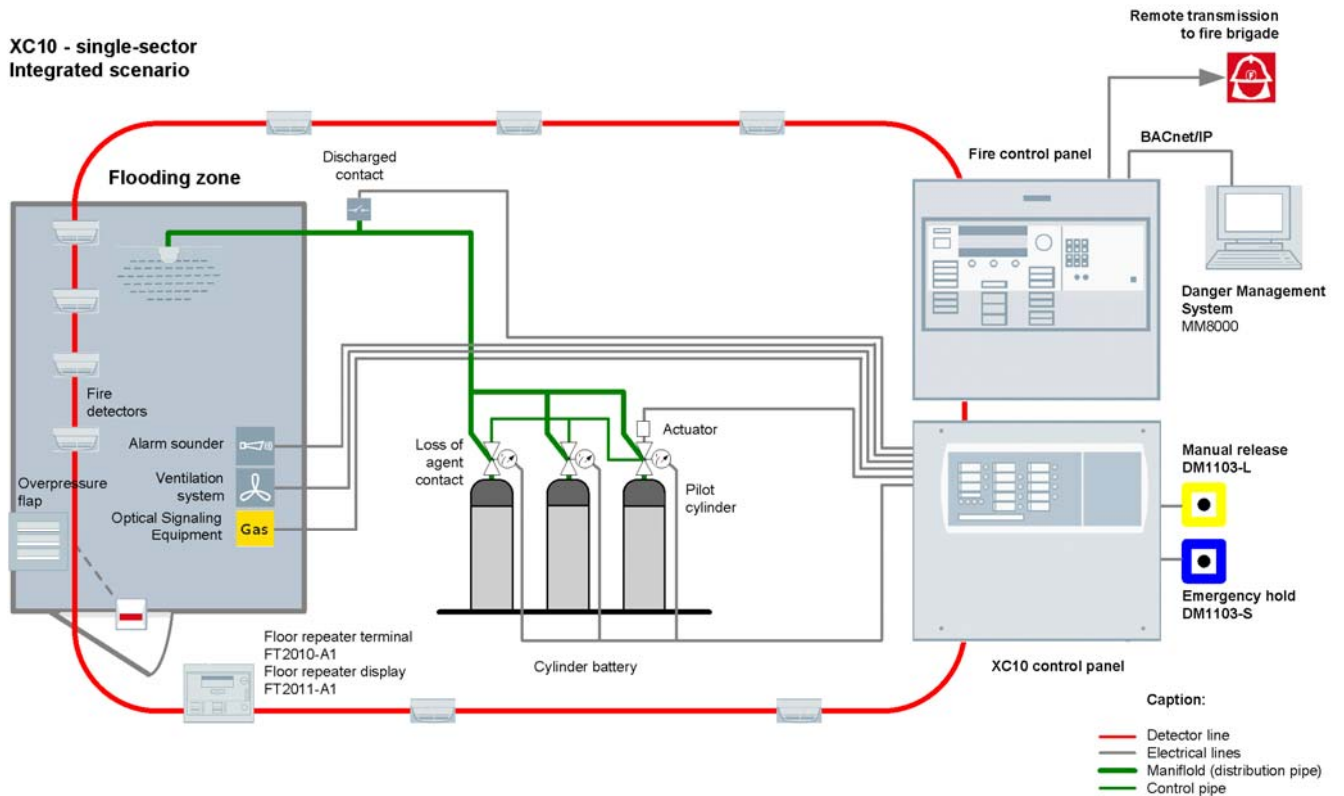 XC10 - single-sector
Integrated scenario
Remote transmission
to fire brigade
F
BACnet/IP
Fire control panel
Discharged
contact
Flooding zone
Danger Management
System
MM8000
Fire
detectors
Alarm sounder
Ventilation
system
Optical Signaling
Equipment
Gas
Overpressure
flap
Loss of
agent
contact
Actuator
Pilot
cylinder
Manual release
DM1103-L
Emergency hold
DM1103-S
Floor repeater terminal
FT2010-A1
Floor repeater display
FT2011-A1
Cylinder battery
XC10 control panel
Caption:
Detector line
Electrical lines
Maniflold (distribution pipe)
Control pipe